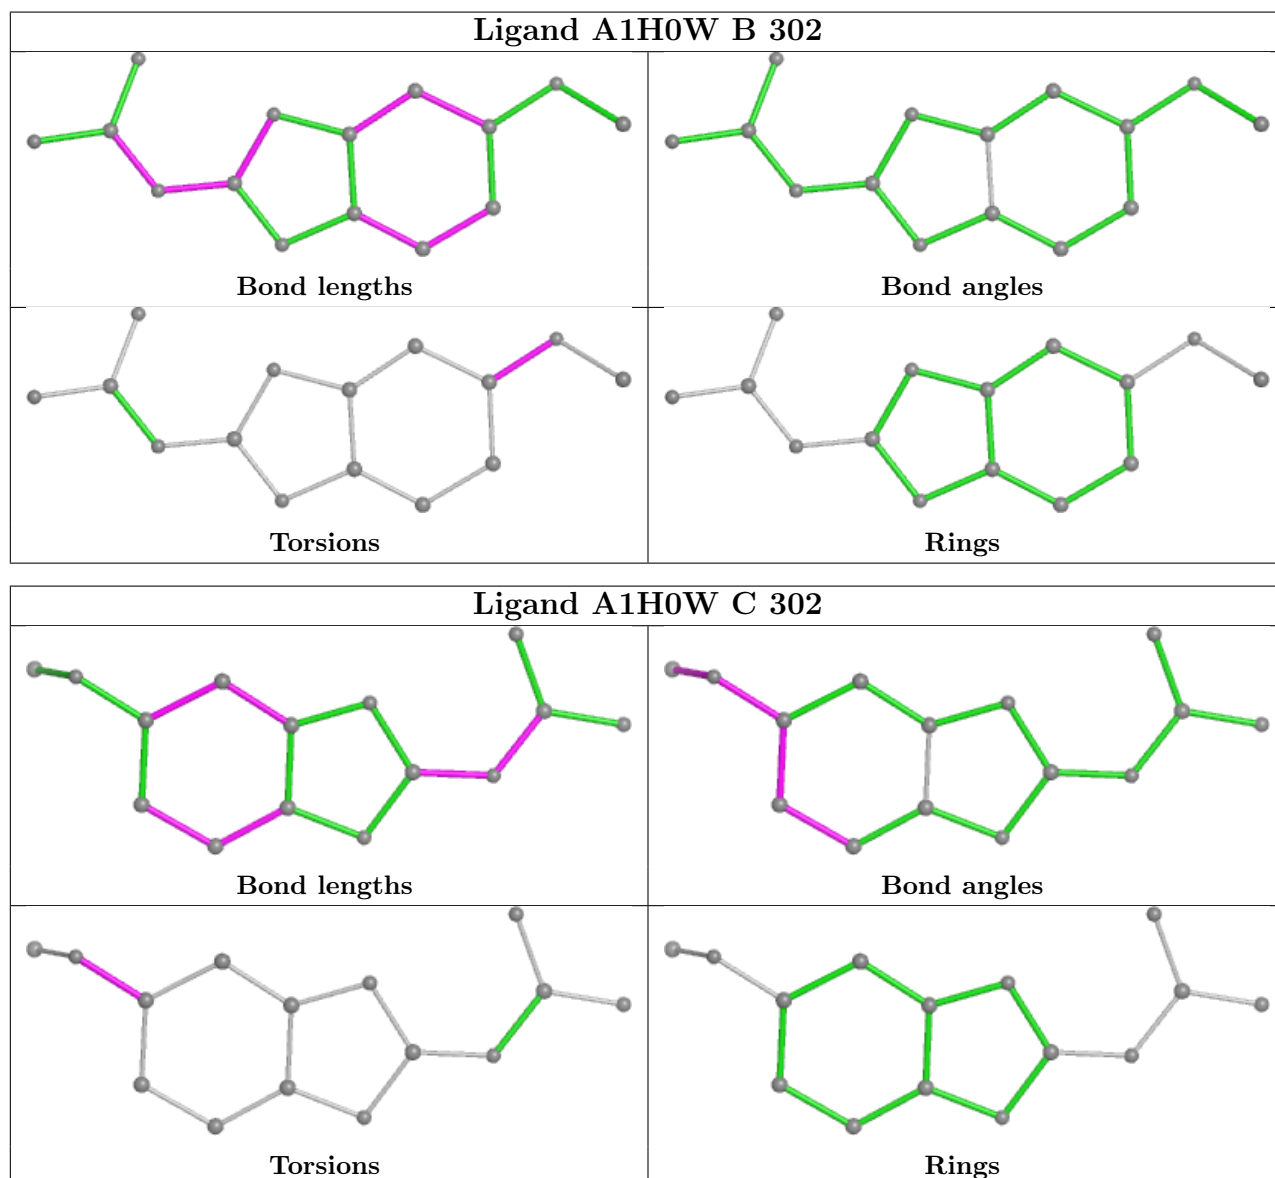 Ligand A1H0W B 302
Bond lengths
Bond angles
Torsions
Rings
Ligand A1H0W C 302
Bond lengths
Bond angles
Torsions
Rings